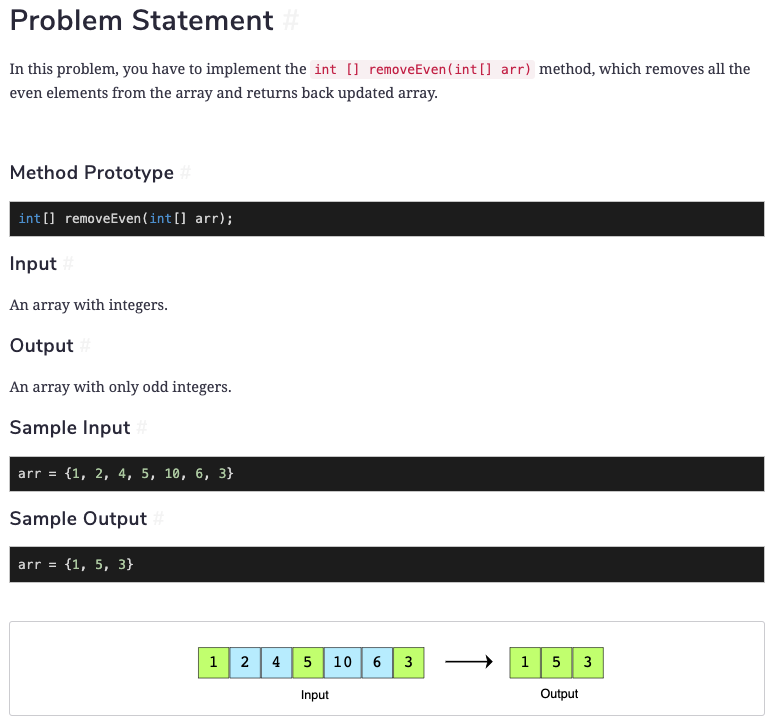 Problem Statement #
In this problem, you have to implement the int [] removeEven(int[] arr) method, which removes all the
even elements from the array and returns back updated array.
Method Prototype #
int[] removeEven(int[] arr);
Input #
An array with integers.
Output #
An array with only odd integers.
Sample Input #
arr = {1, 2, 4, 5, 10, 6, 3}
Sample Output #
arr = {1, 5, 3}
1 2 4 5 10 6 3 1 5 3
Input Output